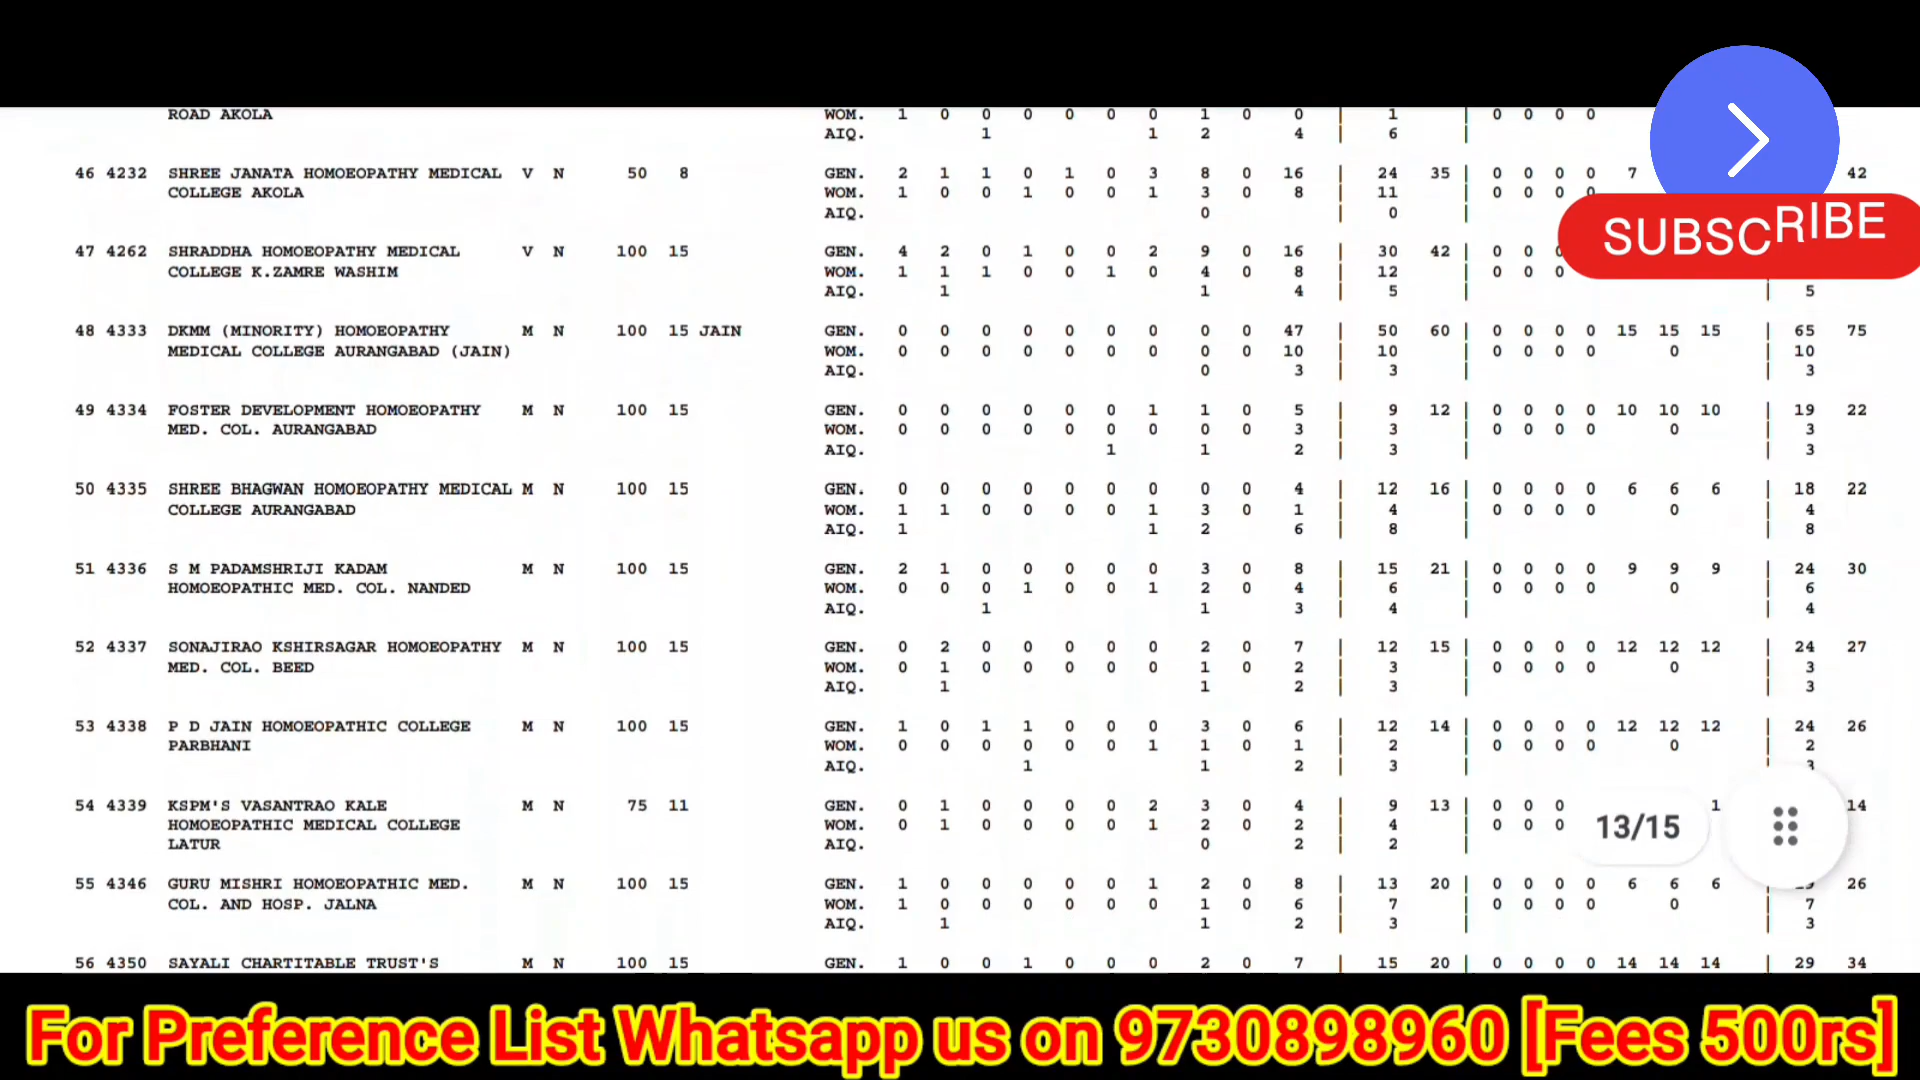 ROAD AKOLA WOM. 1 0 0 0 0 0 0 1 0 0 | 1 | 0 0 0 0
AIQ. 1 1 2 4 | 6 |
46 4232 SHREE JANATA HOMOEOPATHY MEDICAL V N 50 8 GEN. 2 1 1 0 1 0 3 8 0 16 | 24 35 | 0 0 0 0 7 42
COLLEGE AKOLA WOM. 1 0 0 1 0 0 1 3 0 8 | 11 | 0 0 0 0
AIQ. 0 | 0 |
SUBSCRIBE
47 4262 SHRADDHA HOMOEOPATHY MEDICAL V N 100 15 GEN. 4 2 0 1 0 0 2 9 0 16 | 30 42 | 0 0 0
COLLEGE K.ZAMRE WASHIM WOM. 1 1 1 0 0 1 0 4 0 8 | 12 | 0 0 0
AIQ. 1 1 4 | 5 | | 5
48 4333 DKMM (MINORITY) HOMOEOPATHY M N 100 15 JAIN GEN. 0 0 0 0 0 0 0 0 0 47 | 50 60 | 0 0 0 0 15 15 15 | 65 75
MEDICAL COLLEGE AURANGABAD (JAIN) WOM. 0 0 0 0 0 0 0 0 0 10 | 10 | 0 0 0 0 0 | 10
AIQ. 0 3 | 3 | | 3
49 4334 FOSTER DEVELOPMENT HOMOEOPATHY M N 100 15 GEN. 0 0 0 0 0 0 1 1 0 5 | 9 12 | 0 0 0 0 10 10 10 | 19 22
MED. COL. AURANGABAD WOM. 0 0 0 0 0 0 0 0 0 3 | 3 | 0 0 0 0 0 | 3
AIQ. 1 1 2 | 3 | | 3
50 4335 SHREE BHAGWAN HOMOEOPATHY MEDICAL M N 100 15 GEN. 0 0 0 0 0 0 0 0 0 4 | 12 16 | 0 0 0 0 6 6 6 | 18 22
COLLEGE AURANGABAD WOM. 1 1 0 0 0 0 1 3 0 1 | 4 | 0 0 0 0 0 | 4
AIQ. 1 1 2 6 | 8 | | 8
51 4336 S M PADAMSHRIJI KADAM M N 100 15 GEN. 2 1 0 0 0 0 0 3 0 8 | 15 21 | 0 0 0 0 9 9 9 | 24 30
HOMOEOPATHIC MED. COL. NANDED WOM. 0 0 0 1 0 0 1 2 0 4 | 6 | 0 0 0 0 0 | 6
AIQ. 1 1 3 | 4 | | 4
52 4337 SONAJIRAO KSHIRSAGAR HOMOEOPATHY M N 100 15 GEN. 0 2 0 0 0 0 0 2 0 7 | 12 15 | 0 0 0 0 12 12 12 | 24 27
MED. COL. BEED WOM. 0 1 0 0 0 0 0 1 0 2 | 3 | 0 0 0 0 0 | 3
AIQ. 1 1 2 | 3 | | 3
53 4338 P D JAIN HOMOEOPATHIC COLLEGE M N 100 15 GEN. 1 0 1 1 0 0 0 3 0 6 | 12 14 | 0 0 0 0 12 12 12 | 24 26
PARBHANI WOM. 0 0 0 0 0 0 1 1 0 1 | 2 | 0 0 0 0 0 | 2
AIQ. 1 1 2 | 3 | | 3
54 4339 KSPM'S VASANTRAO KALE M N 75 11 GEN. 0 1 0 0 0 0 2 3 0 4 | 9 13 | 0 0 0 1 14
HOMOEOPATHIC MEDICAL COLLEGE WOM. 0 1 0 0 0 0 1 2 0 2 | 4 | 0 0 0
13/15
LATUR AIQ. 0 2 | 2 |
55 4346 GURU MISHRI HOMOEOPATHIC MED. M N 100 15 GEN. 1 0 0 0 0 0 1 2 0 8 | 13 20 | 0 0 0 0 6 6 6 | 26
COL. AND HOSP. JALNA WOM. 1 0 0 0 0 0 0 1 0 6 | 7 | 0 0 0 0 0 | 7
AIQ. 1 1 2 | 3 | | 3
56 4350 SAYALI CHARTITABLE TRUST'S M N 100 15 GEN. 1 0 0 1 0 0 0 2 0 7 | 15 20 | 0 0 0 0 14 14 14 | 29 34
For Preference List Whatsapp us on 9730898960 [Fees 500rs]